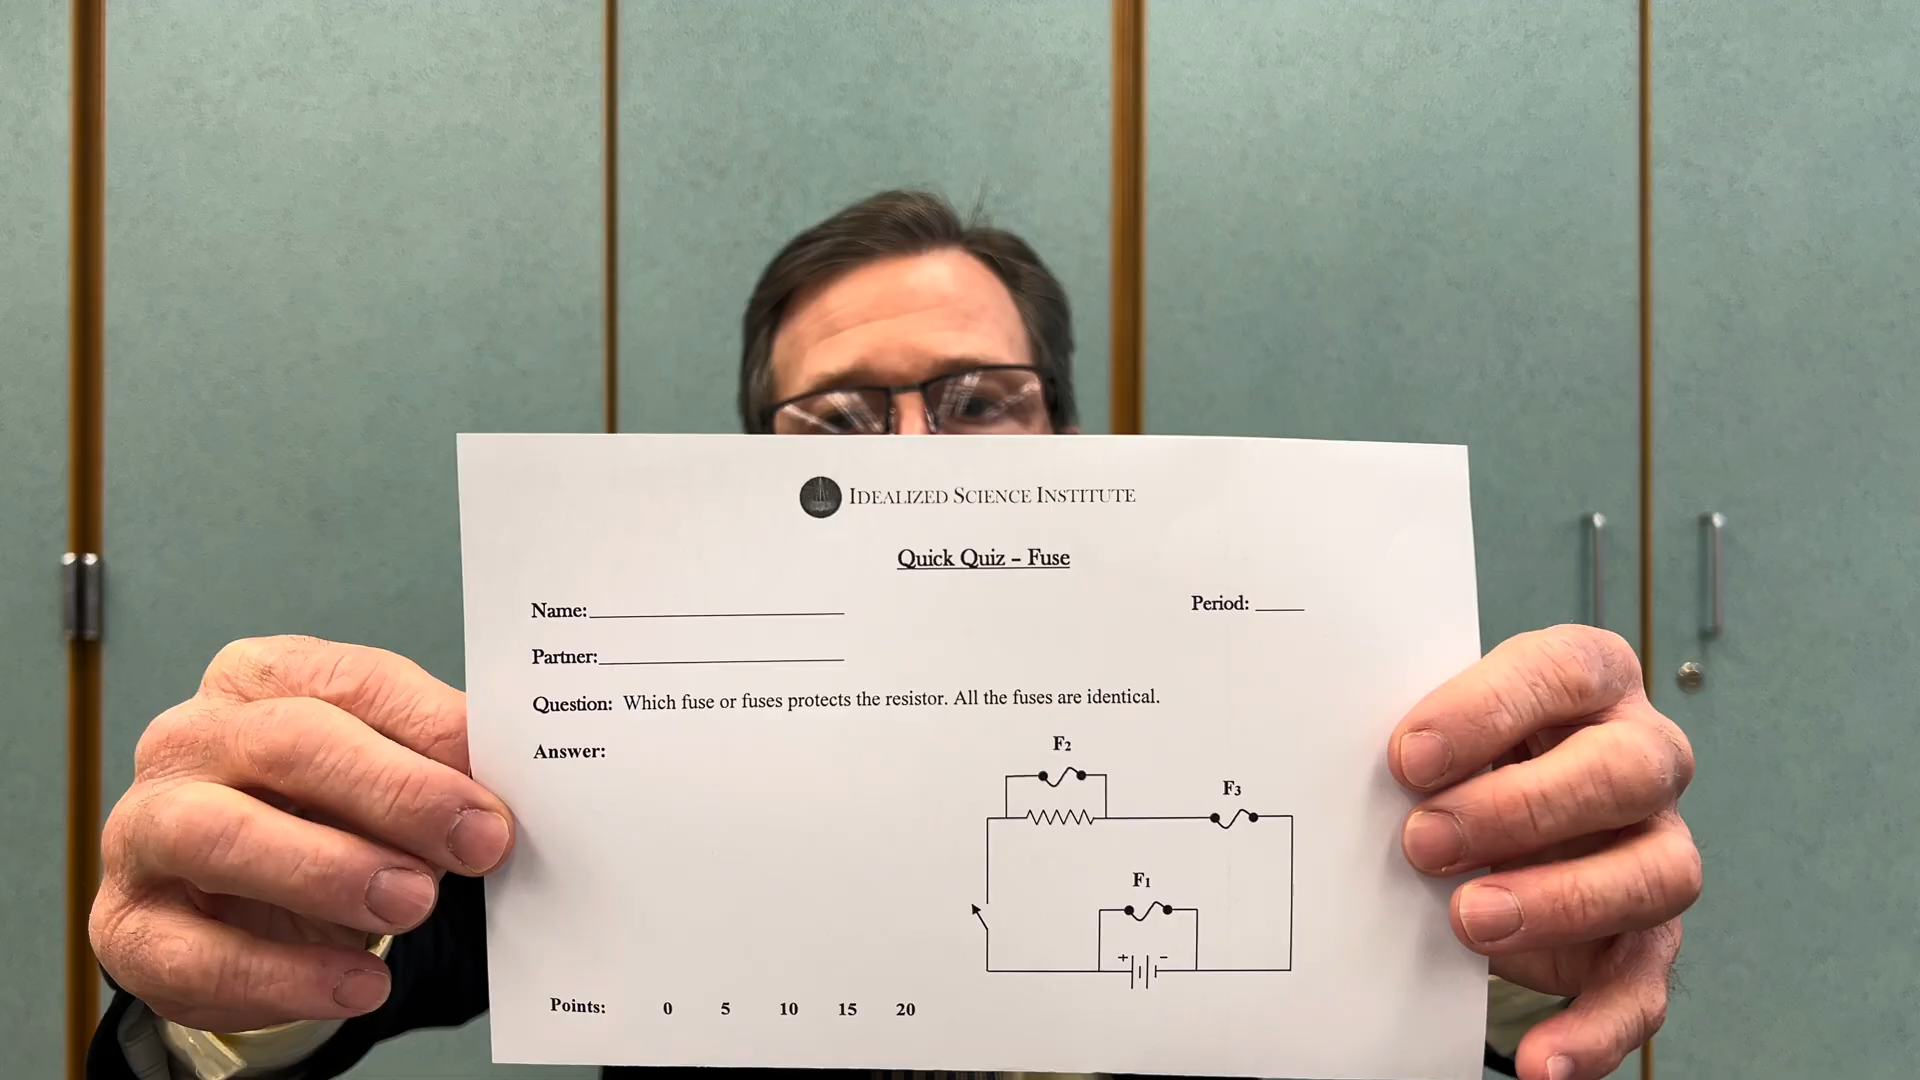 IDEALIZED SCIENCE INSTITUTE
Quick Quiz – Fuse
Name: Period:
Partner:
Question: Which fuse or fuses protects the resistor. All the fuses are identical.
Answer:
F2
F3
F1
+ −
Points: 0 5 10 15 20